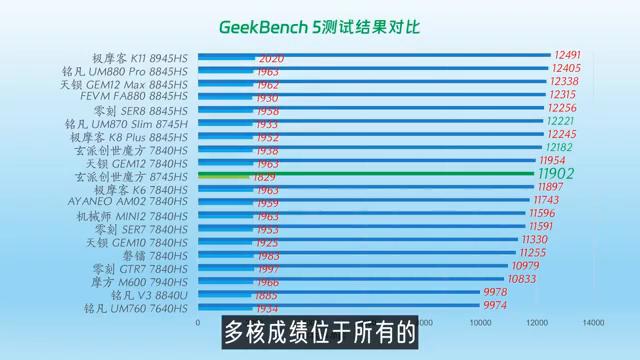 GeekBench 5测试结果对比
极摩客 K11 8945HS 2020 12491
铭凡 UM880 Pro 8845HS 1963 12405
天钡 GEM12 Max 8845HS 1962 12338
FEVM FA880 8845HS 1930 12315
零刻 SER8 8845HS 1958 12256
铭凡 UM870 Slim 8745H 1933 12221
极摩客 K8 Plus 8845HS 1952 12245
玄派创世魔方 7840HS 1938 12182
天钡 GEM12 7840HS 1963 11954
玄派创世魔方 8745HS 1829 11902
极摩客 K6 7840HS 1963 11897
AYANEO AM02 7840HS 1959 11743
机械师 MINI2 7840HS 1963 11596
零刻 SER7 7840HS 1953 11591
天钡 GEM10 7840HS 1925 11330
磐镭 7840HS 1983 11255
零刻 GTR7 7840HS 1997 10979
摩方 M600 7940HS 1966 10833
铭凡 V3 8840U 1885 9978
铭凡 UM760 7640HS 1934 9974
0 2000 4000 6000 8000 10000 12000 14000
多核成绩位于所有的